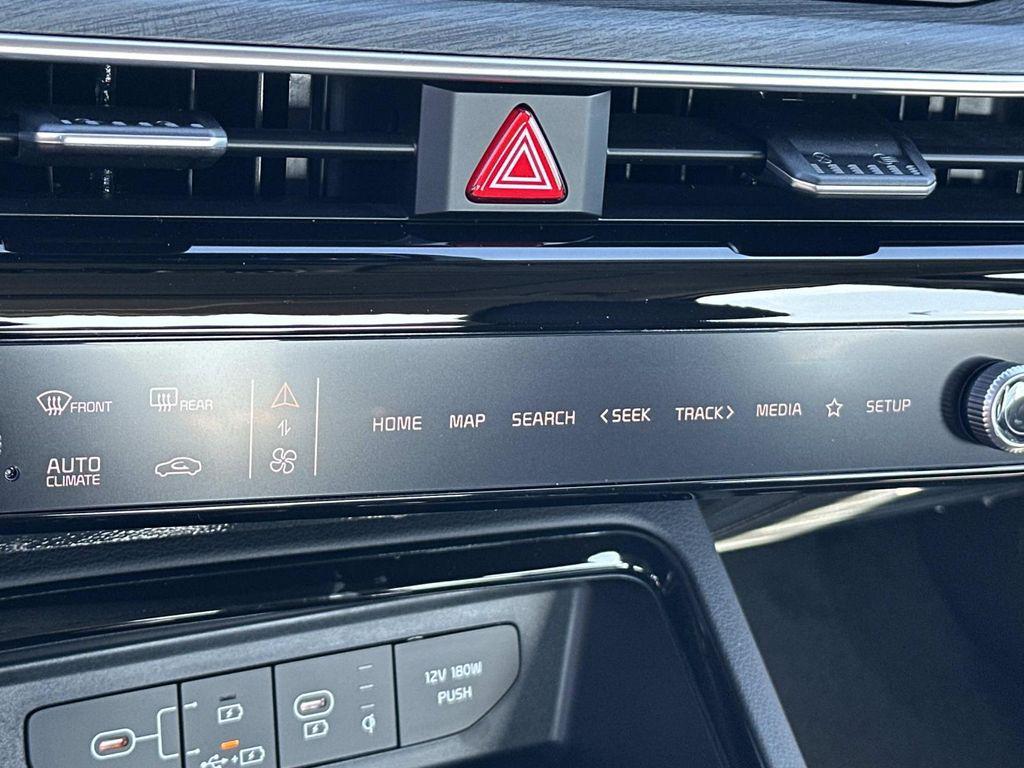 FRONT
REAR
HOME
MAP
SEARCH
<SEEK
TRACK>
MEDIA
SETUP
AUTO
CLIMATE
12V 180W
PUSH